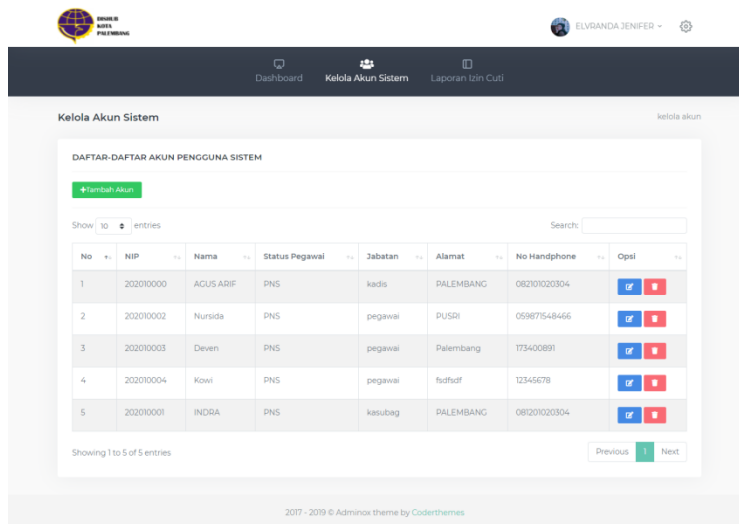 DISHUB
KOTA
PALEMBANG
ELVRANDA JENIFER
Dashboard Kelola Akun Sistem Laporan Izin Cuti
Kelola Akun Sistem kelola akun
DAFTAR-DAFTAR AKUN PENGGUNA SISTEM
+Tambah Akun
Show 10 entries Search:
No NIP Nama Status Pegawai Jabatan Alamat No Handphone Opsi
1 202010000 AGUS ARIF PNS kadis PALEMBANG 082101020304
2 202010002 Nursida PNS pegawai PUSRI 059871548466
3 202010003 Deven PNS pegawai Palembang 173400891
4 202010004 Kowi PNS pegawai fsdfsdf 12345678
5 202010001 INDRA PNS kasubag PALEMBANG 081201020304
Showing 1 to 5 of 5 entries Previous 1 Next
2017 - 2019 © Adminox theme by Coderthemes